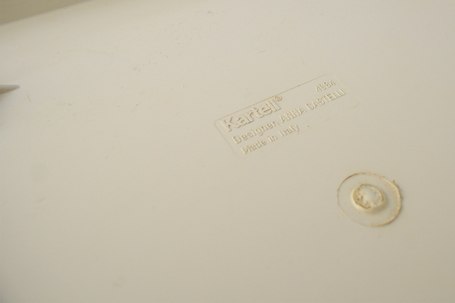 Kartell®
Designer ANNA CASTELLI
Made in Italy